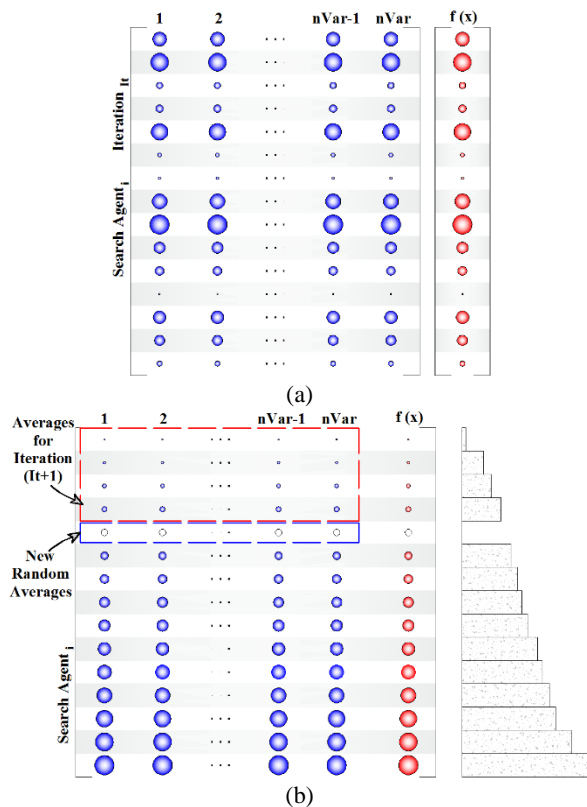 1 2 nVar-1 nVar f (x)
Iteration It
Search Agent i
(a)
1 2 nVar-1 nVar f (x)
Averages
for
Iteration
(It+1)
New
Random
Averages
Search Agent i
(b)